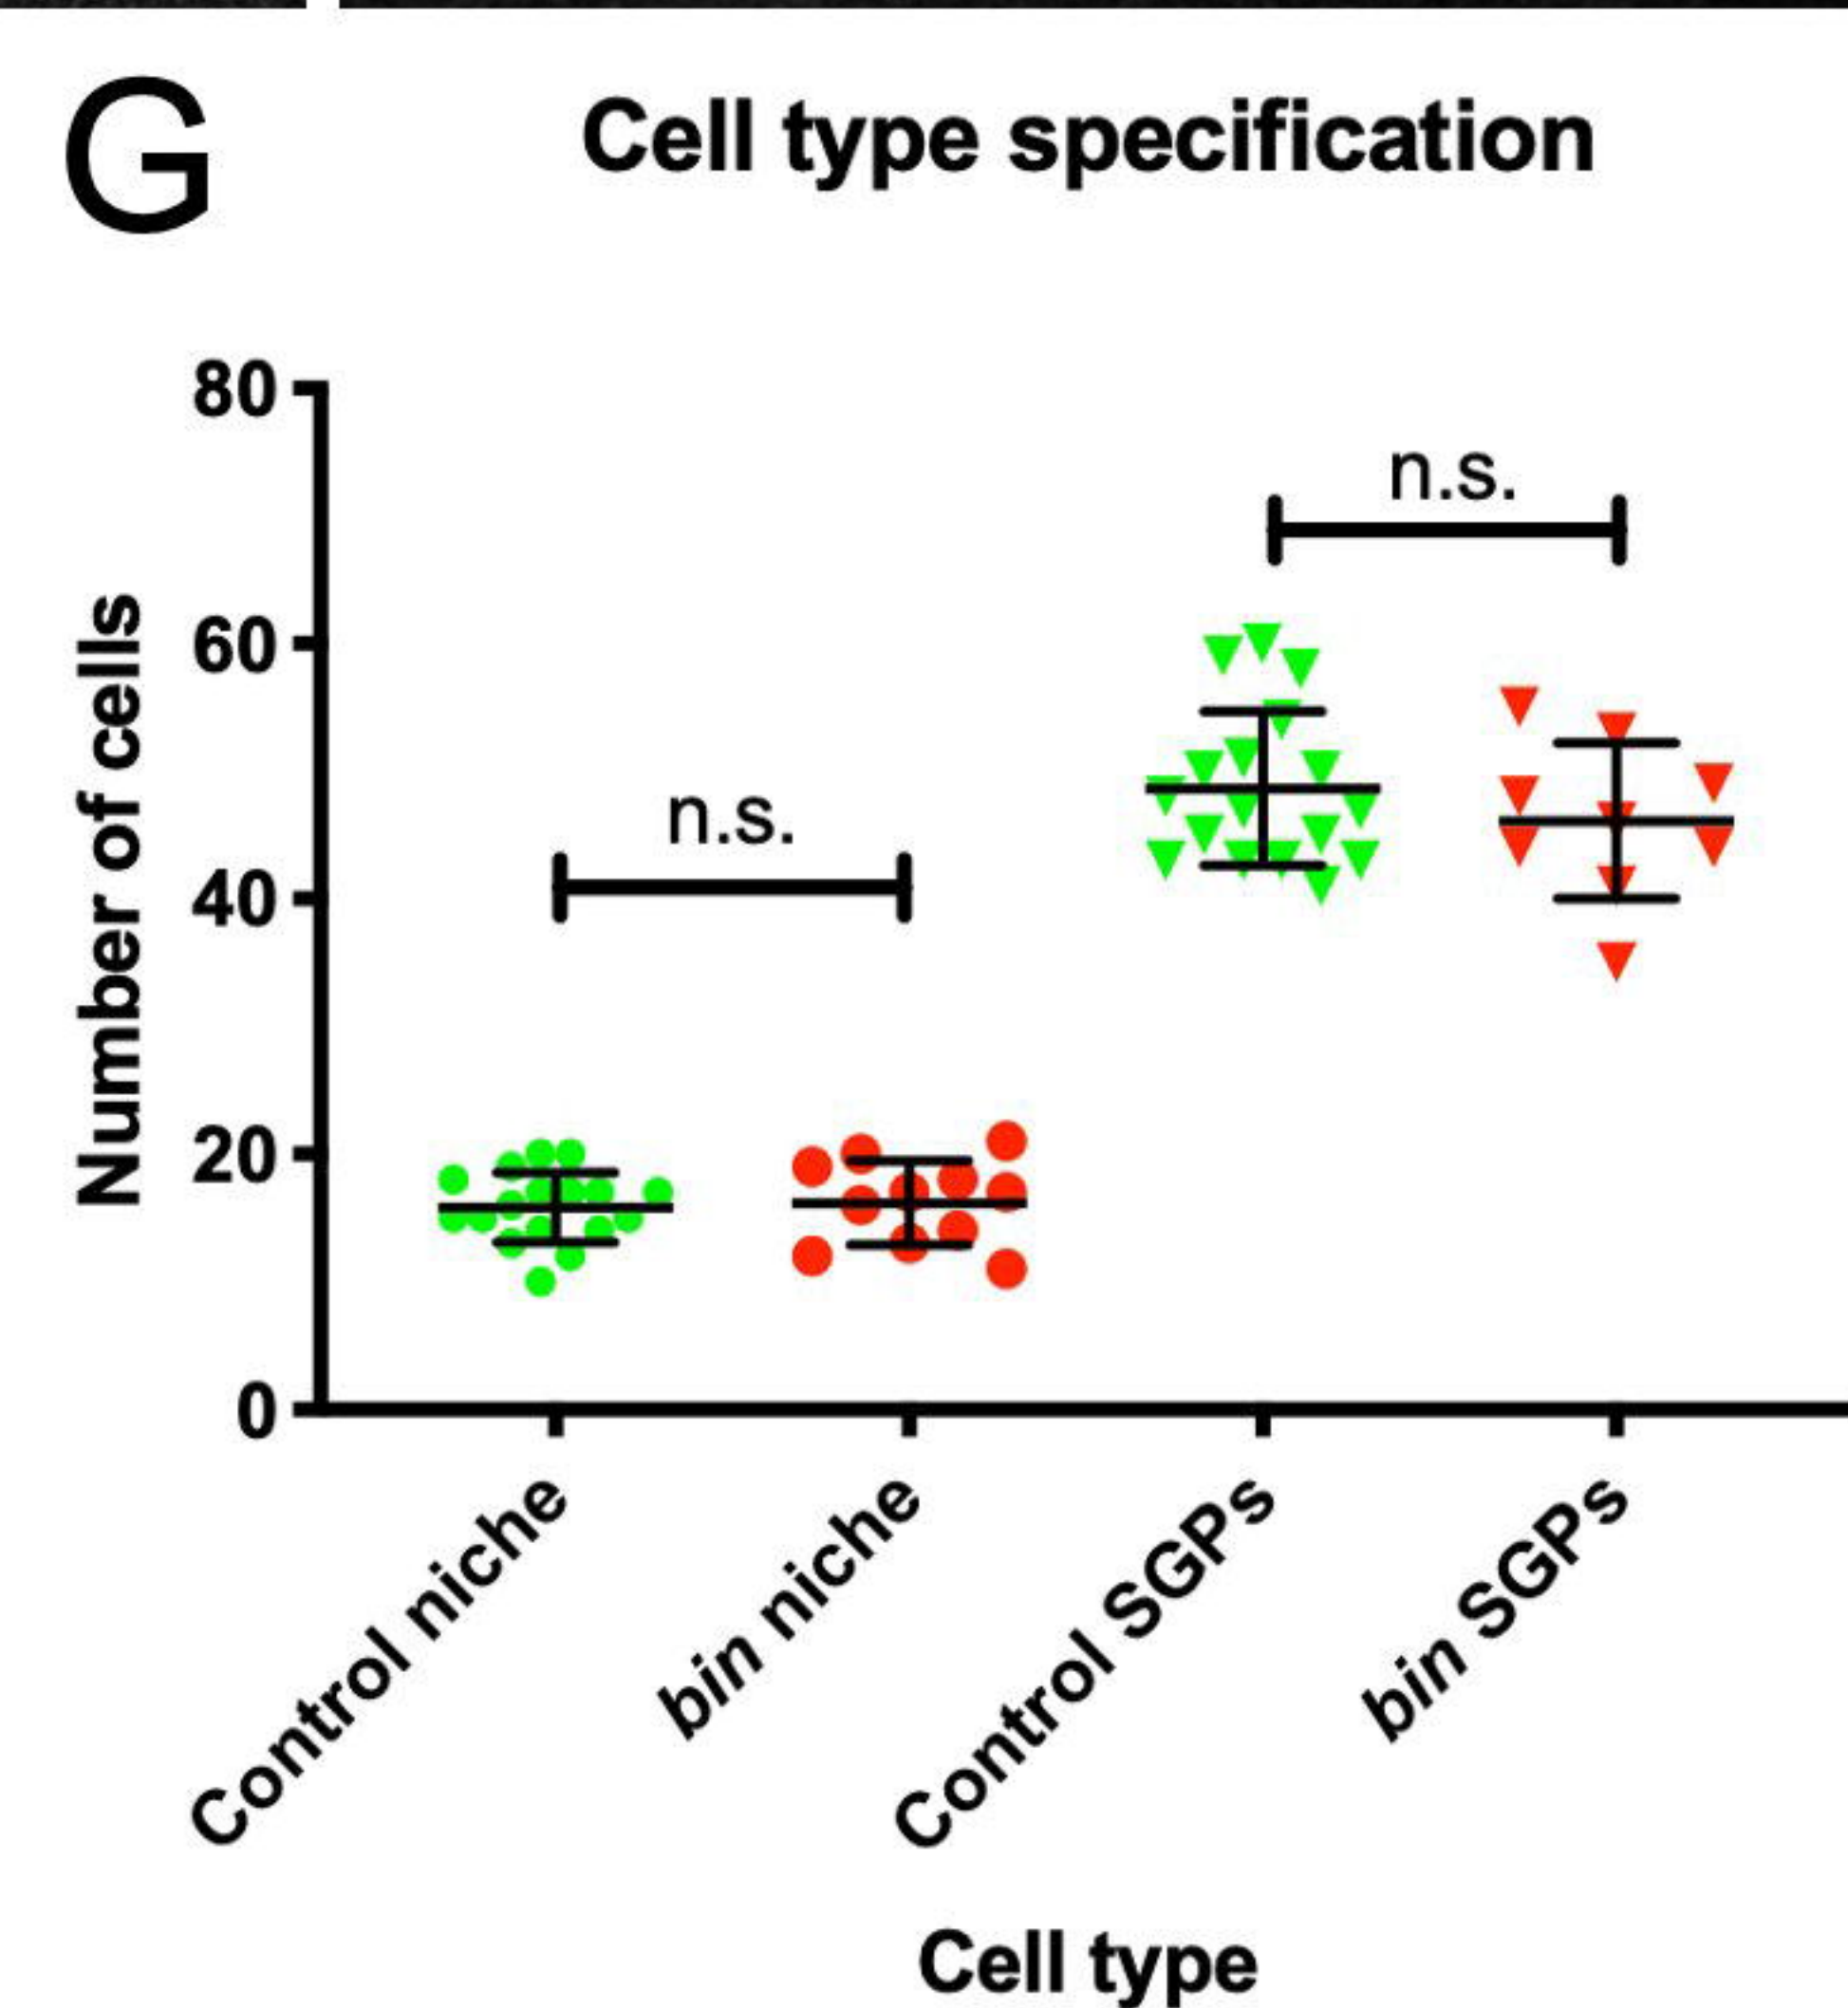 G
Cell type specification
80
60
40
20
0
Number of cells
n.s.
n.s.
Control niche
bin niche
Control SGPs
bin SGPs
Cell type